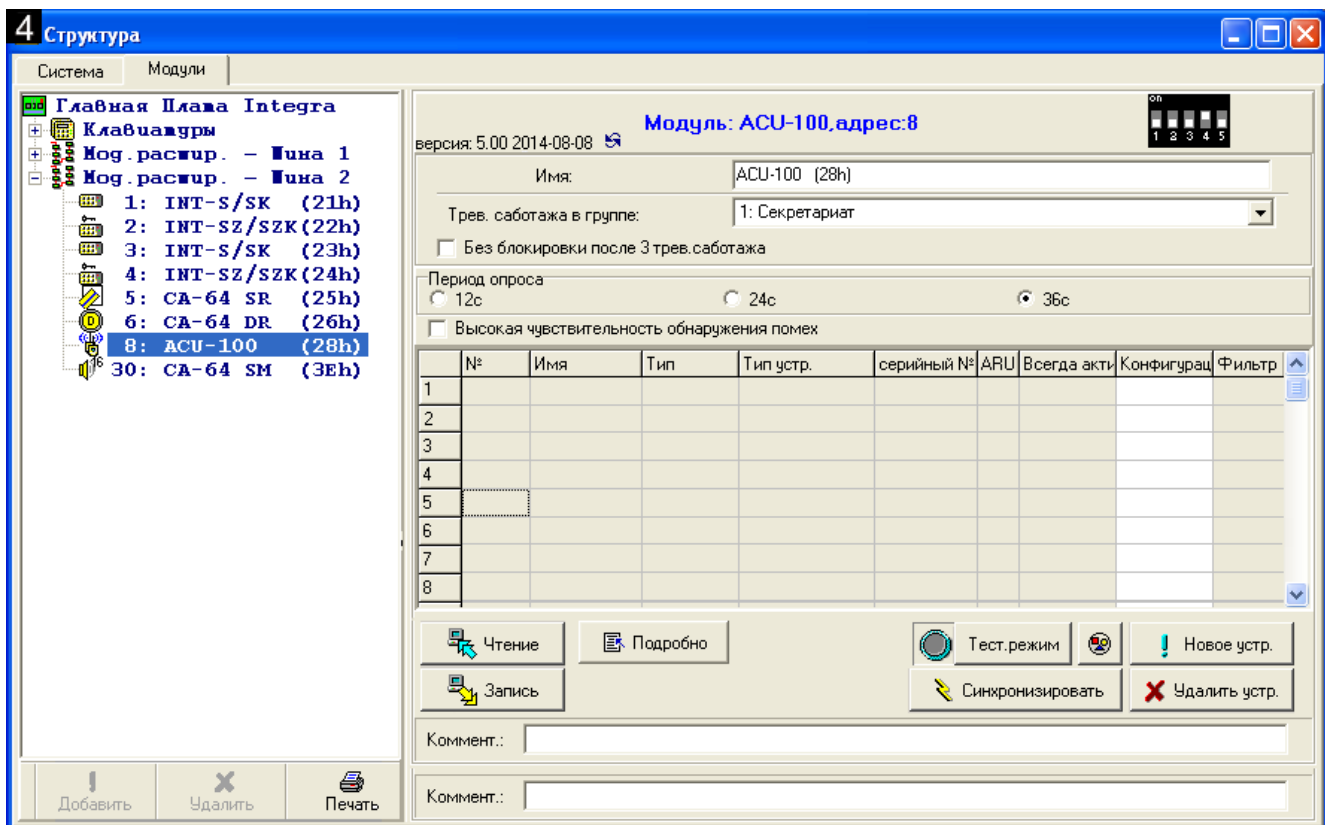 4 Структура
Система Модули
Главная Плата Integra
Клавиатуры
Мод.расшир. – Шина 1
Мод.расшир. – Шина 2
1: INT-S/SK (21h)
2: INT-SZ/SZK(22h)
3: INT-S/SK (23h)
4: INT-SZ/SZK(24h)
5: CA-64 SR (25h)
6: CA-64 DR (26h)
8: ACU-100 (28h)
30: CA-64 SM (3Eh)
Добавить Удалить Печать
версия: 5.00 2014-08-08
Модуль: ACU-100,адрес:8
on
1 2 3 4 5
Имя: ACU-100 (28h)
Трев. саботажа в группе: 1: Секретариат
Без блокировки после 3 трев.саботажа
Период опроса
12с 24с 36с
Высокая чувствительность обнаружения помех
№ Имя Тип Тип устр. серийный № ARU Всегда акти Конфигурац Фильтр
1
2
3
4
5
6
7
8
Чтение Подробно Тест.режим Новое устр.
Запись Синхронизировать Удалить устр.
Коммент.:
Коммент.: